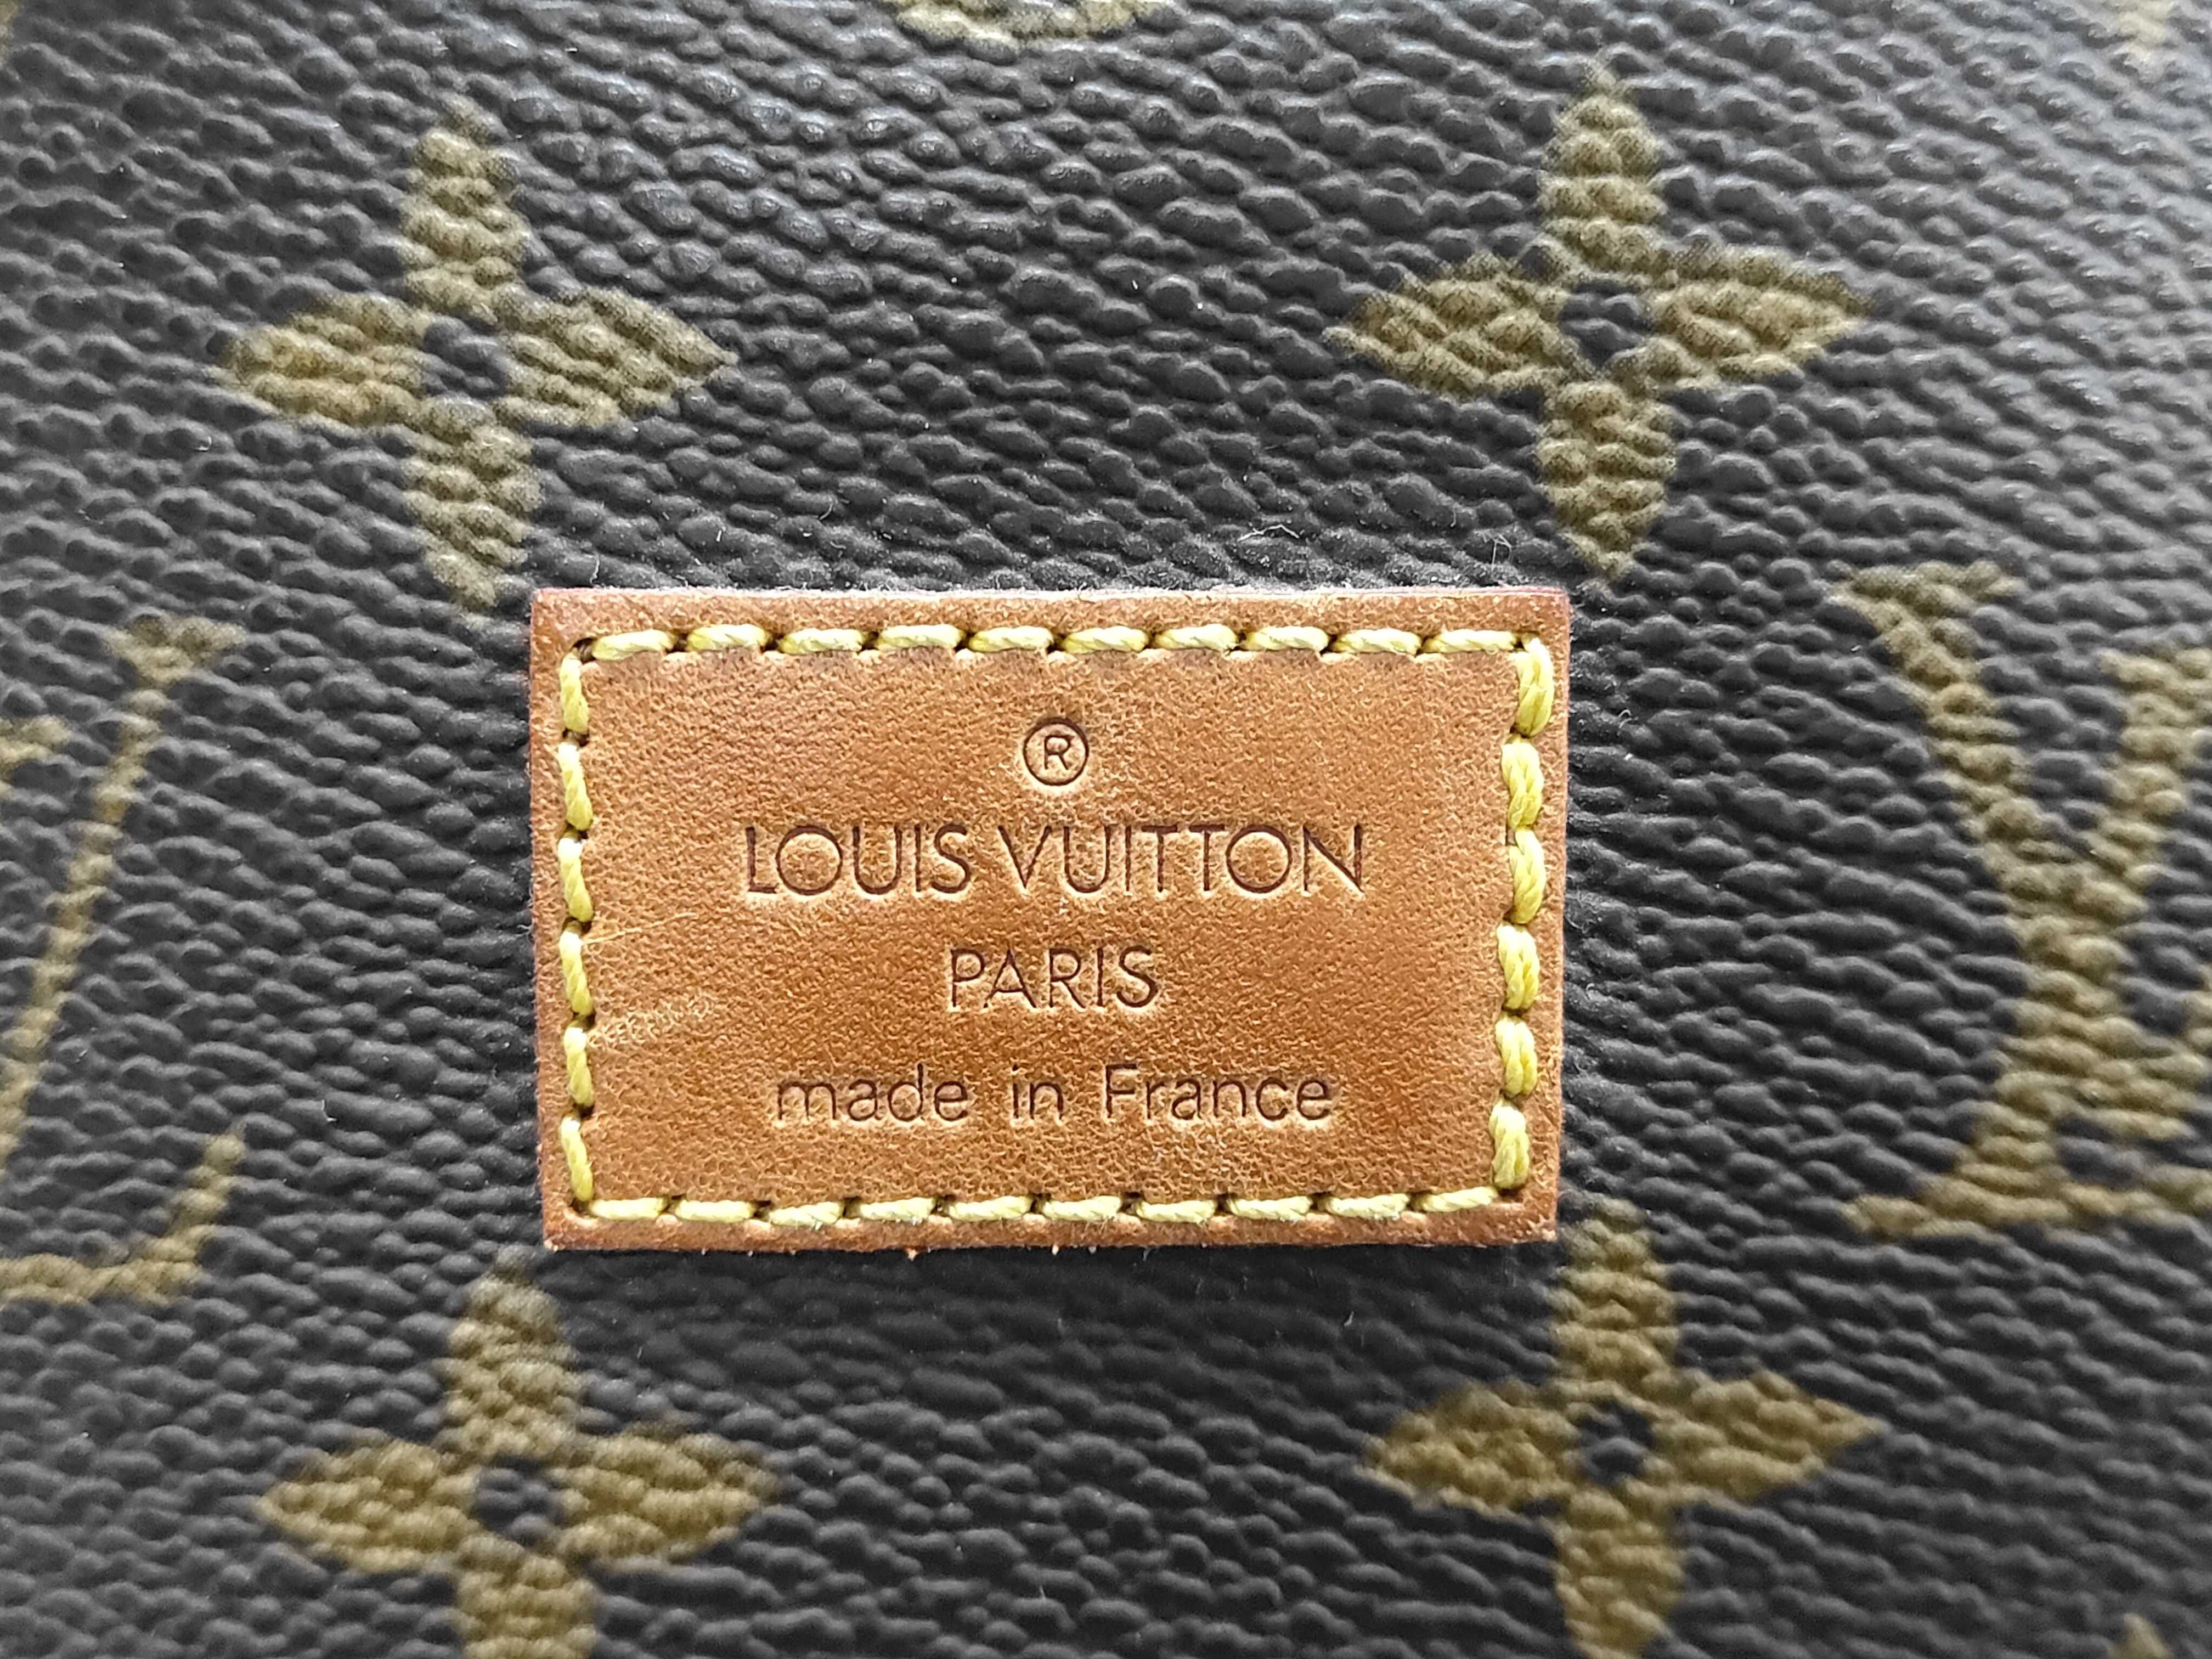 ®
LOUIS VUITTON
PARIS
made in France